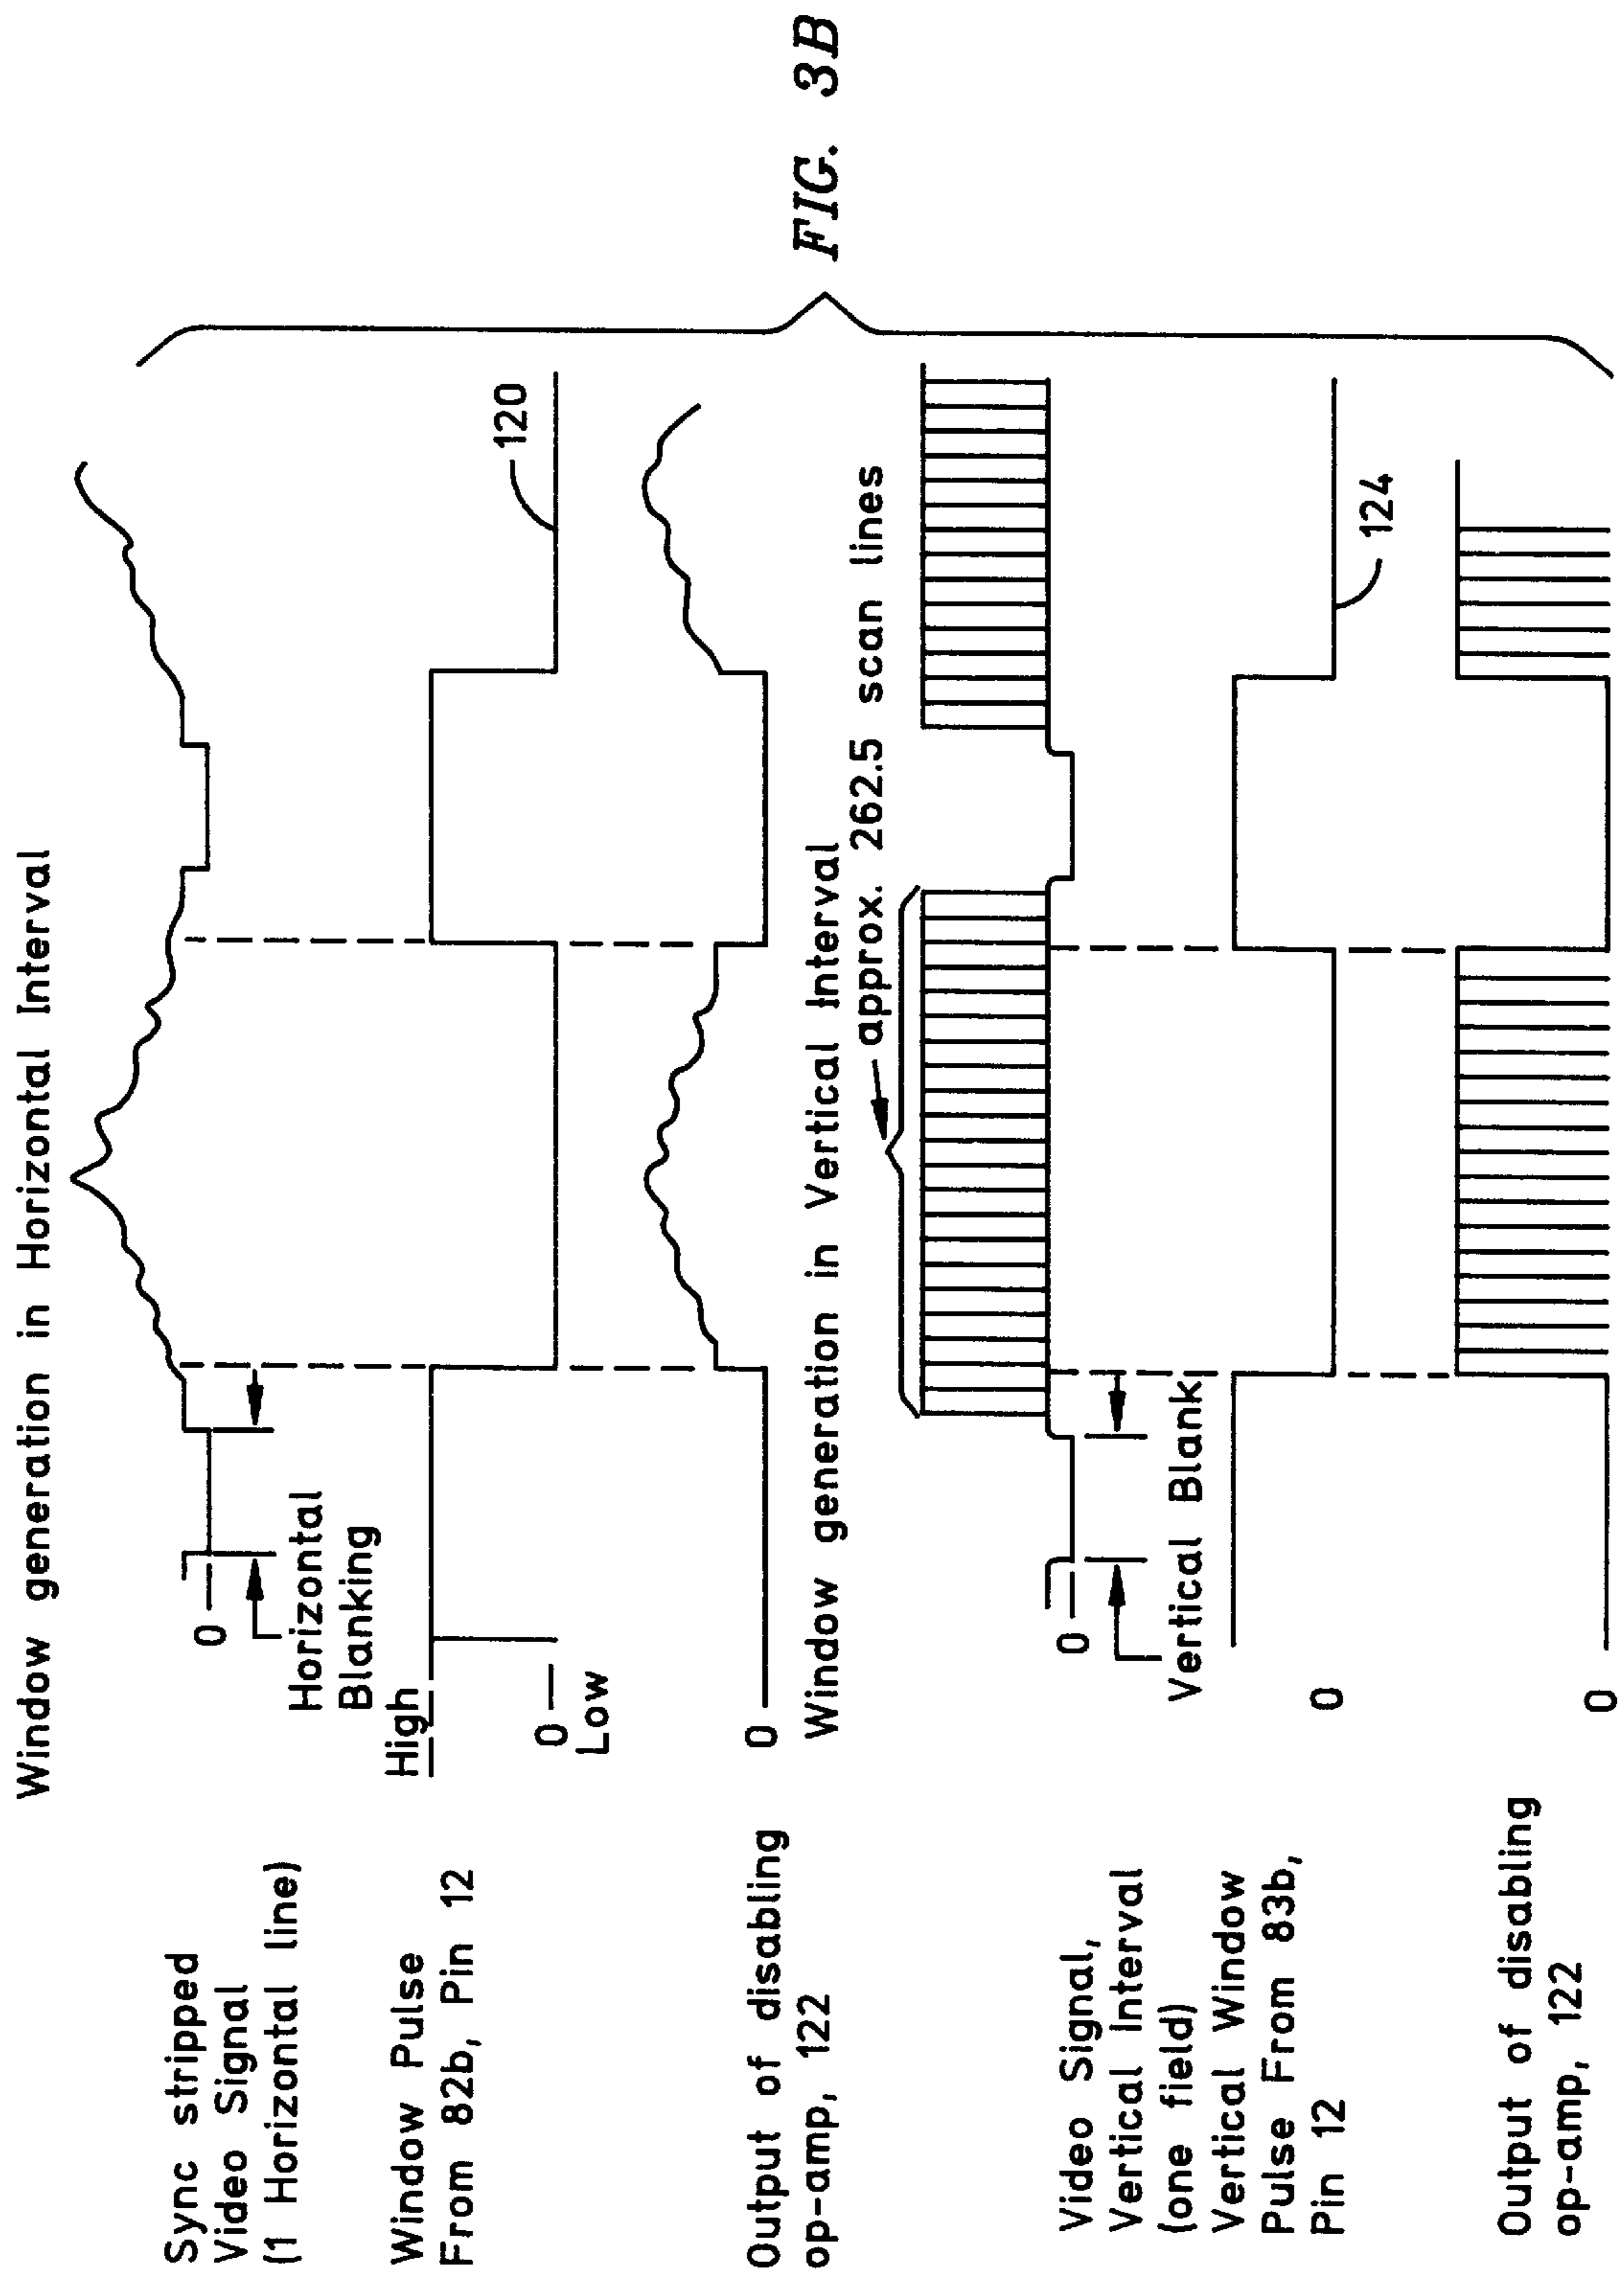 Window generation in Horizontal Interval
Sync stripped
Video Signal
(1 Horizontal line)
0
Horizontal
Blanking
Window Pulse
From 82b, Pin 12
High
0
Low
120
Output of disabling
op-amp, 122
0
Window generation in Vertical Interval
approx. 262.5 scan lines
Video Signal,
Vertical Interval
(one field)
0
Vertical Blank
Vertical Window
Pulse From 83b,
Pin 12
0
124
Output of disabling
op-amp, 122
0
FIG. 3B